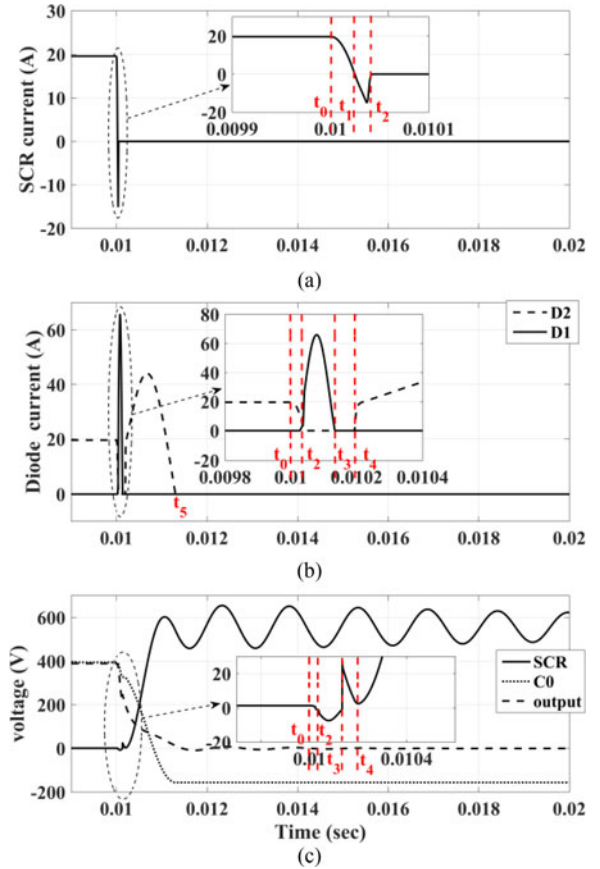 SCR current (A)
30
20
10
0
-10
-20
0.01
0.012
0.014
0.016
0.018
0.02
20
0
-20
0.0099
0.01
0.0101
t0
t1
t2
(a)
Diode current (A)
60
40
20
0
0.01
0.012
0.014
0.016
0.018
0.02
D2
D1
80
60
40
20
0
-20
0.0098
0.01
0.0102
0.0104
t0
t2
t3
t4
t5
(b)
voltage (V)
600
400
200
0
-200
0.01
0.012
0.014
0.016
0.018
0.02
SCR
C0
output
20
0
-20
0.01
0.0104
t0
t2
t3
t4
Time (sec)
(c)